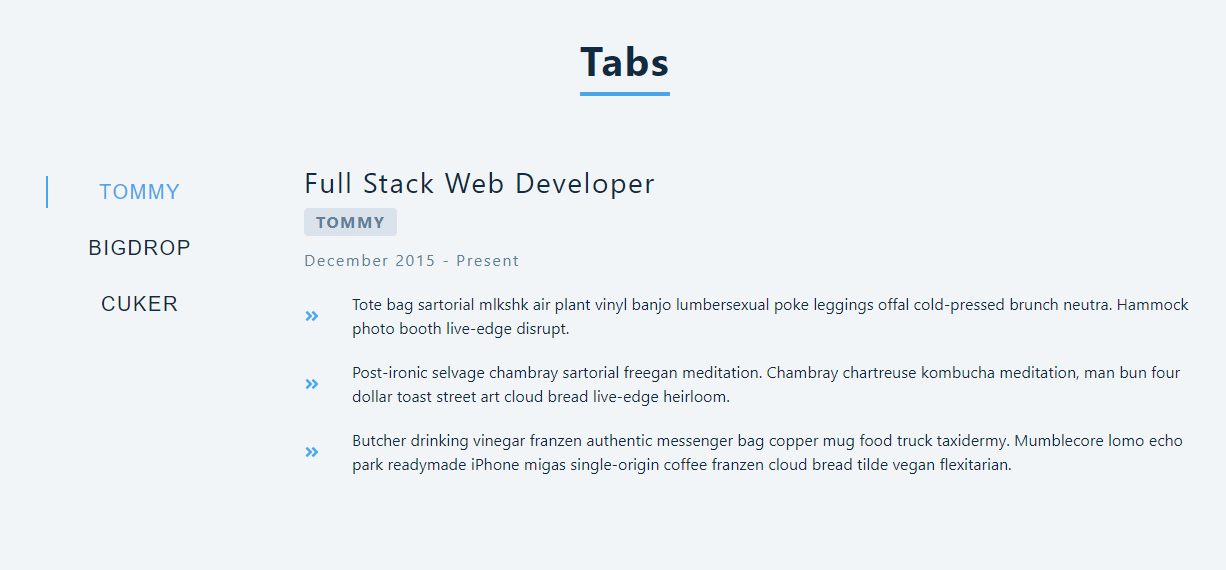 Tabs
TOMMY
BIGDROP
CUKER
Full Stack Web Developer
TOMMY
December 2015 - Present
Tote bag sartorial mlkshk air plant vinyl banjo lumbersexual poke leggings offal cold-pressed brunch neutra. Hammock
photo booth live-edge disrupt.
Post-ironic selvage chambray sartorial freegan meditation. Chambray chartreuse kombucha meditation, man bun four
dollar toast street art cloud bread live-edge heirloom.
Butcher drinking vinegar franzen authentic messenger bag copper mug food truck taxidermy. Mumblecore lomo echo
park readymade iPhone migas single-origin coffee franzen cloud bread tilde vegan flexitarian.